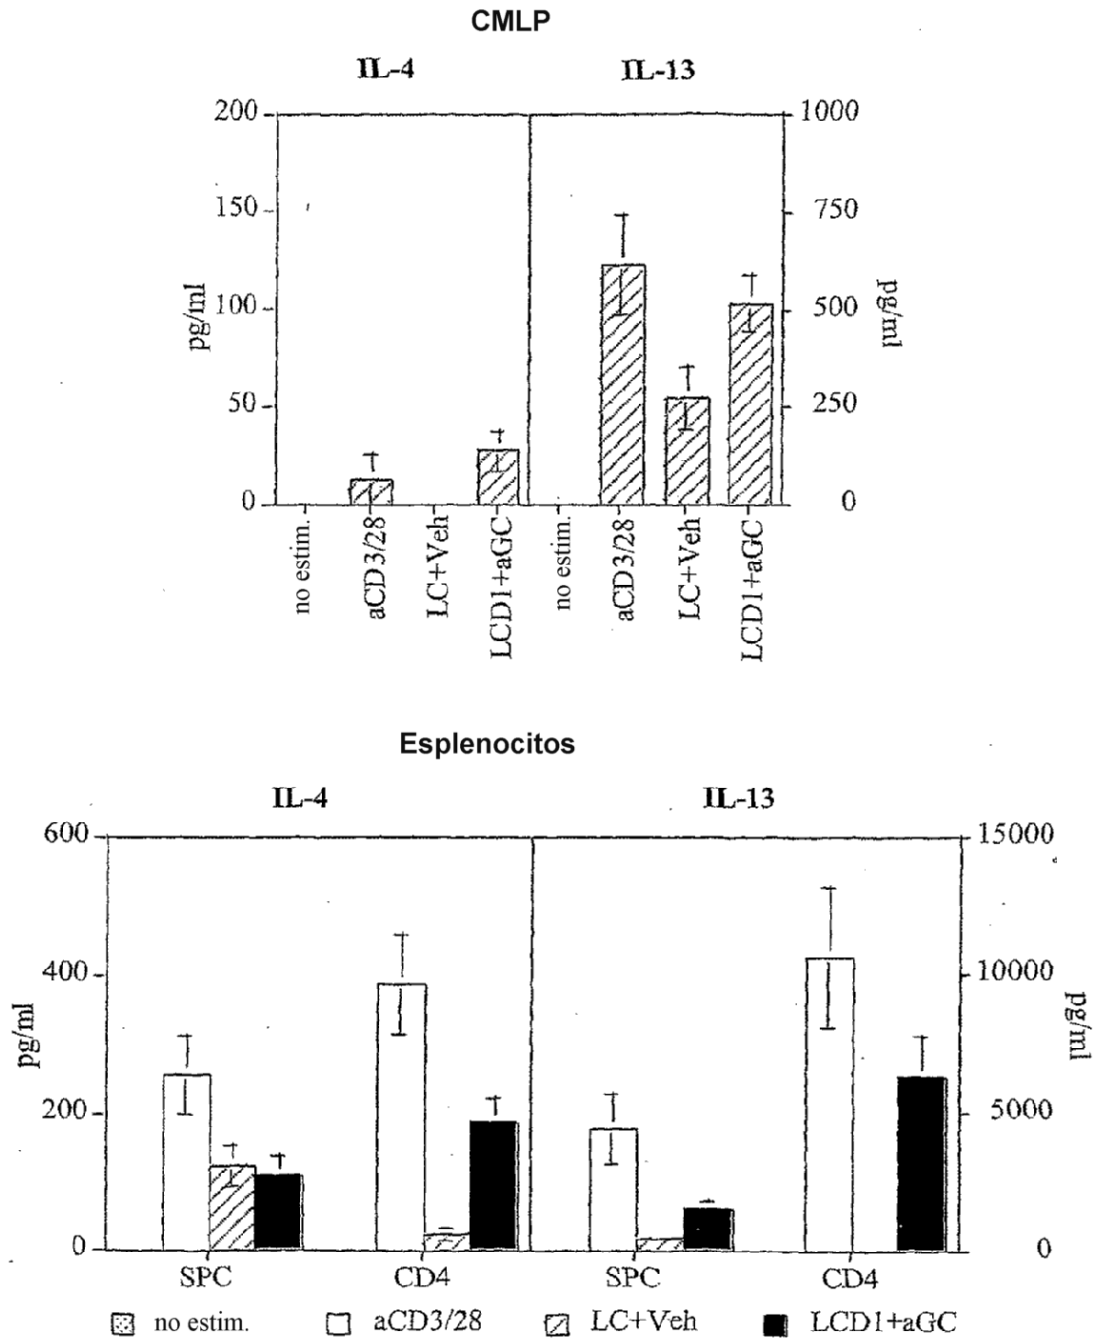 CMLP
IL-4 IL-13
200 1000
150 750
100 500
50 250
0 0
pg/ml pg/ml
no estim. aCD3/28 LC+Veh LCD1+aGC no estim. aCD3/28 LC+Veh LCD1+aGC
Esplenocitos
IL-4 IL-13
600 15000
400 10000
200 5000
0 0
pg/ml pg/ml
SPC CD4 SPC CD4
no estim. aCD3/28 LC+Veh LCD1+aGC